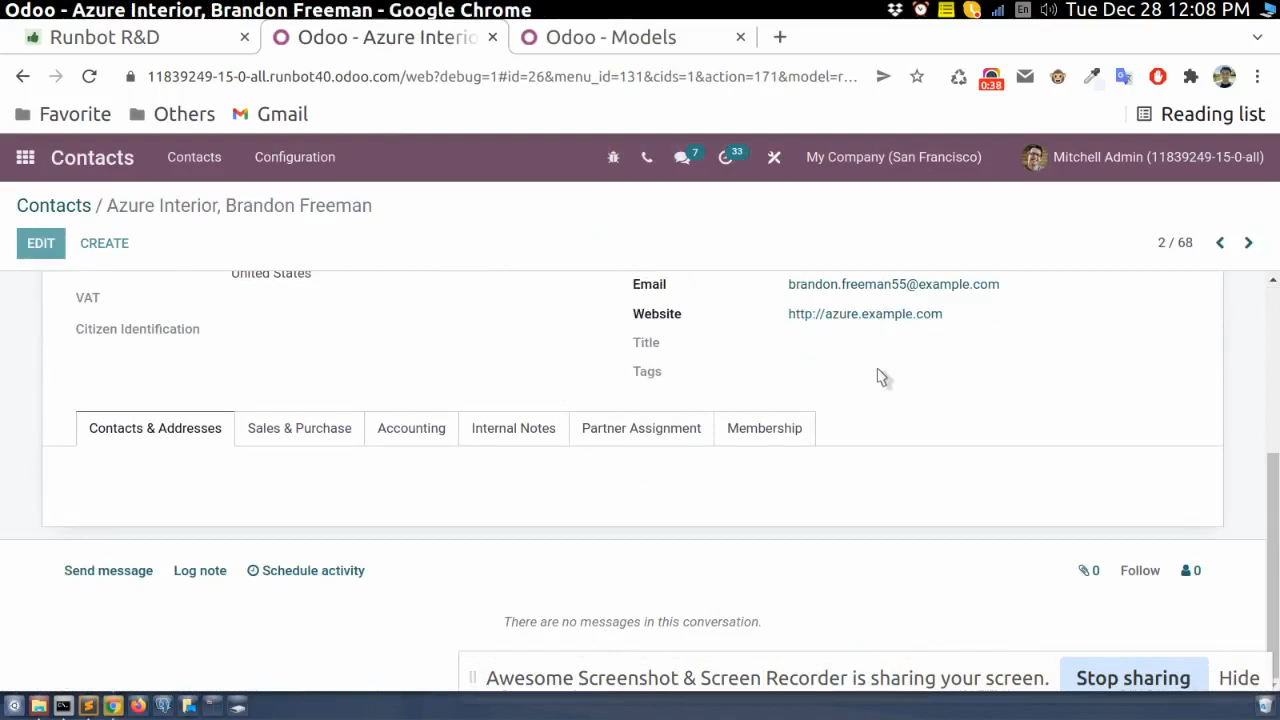 Odoo - Azure Interior, Brandon Freeman - Google Chrome
En
Tue Dec 28 12:08 PM
Runbot R&D
Odoo - Azure Interio
Odoo - Models
11839249-15-0-all.runbot40.odoo.com/web?debug=1#id=26&menu_id=131&cids=1&action=171&model=r...
0:38
Favorite
Others
Gmail
Reading list
Contacts
Contacts
Configuration
7
33
My Company (San Francisco)
Mitchell Admin (11839249-15-0-all)
Contacts / Azure Interior, Brandon Freeman
EDIT
CREATE
2 / 68
United States
Email
brandon.freeman55@example.com
VAT
Website
http://azure.example.com
Citizen Identification
Title
Tags
Contacts & Addresses
Sales & Purchase
Accounting
Internal Notes
Partner Assignment
Membership
Send message
Log note
Schedule activity
0
Follow
0
There are no messages in this conversation.
Awesome Screenshot & Screen Recorder is sharing your screen.
Stop sharing
Hide